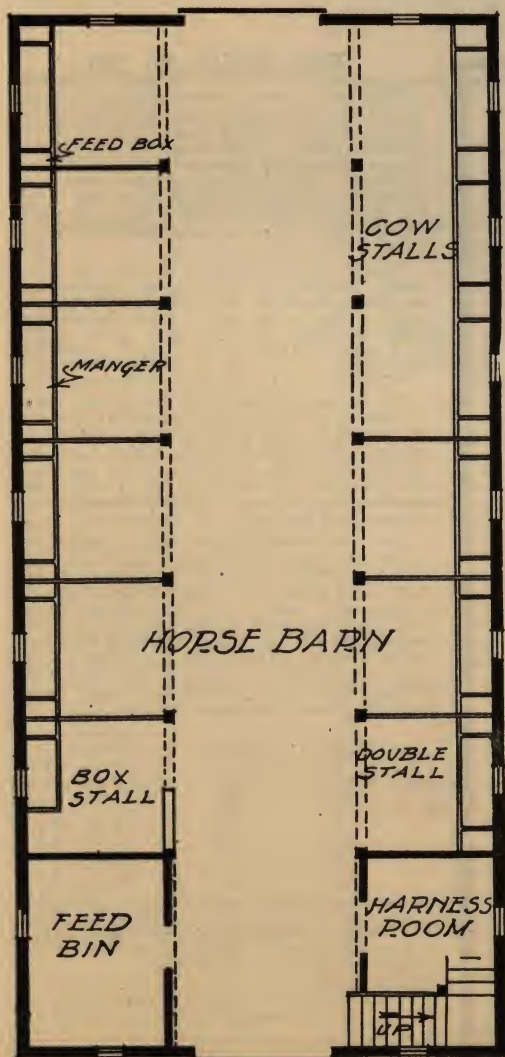 FEED BOX
COW
STALLS
MANGER
HORSE BARN
BOX
STALL
DOUBLE
STALL
FEED
BIN
HARNESS
ROOM
UP